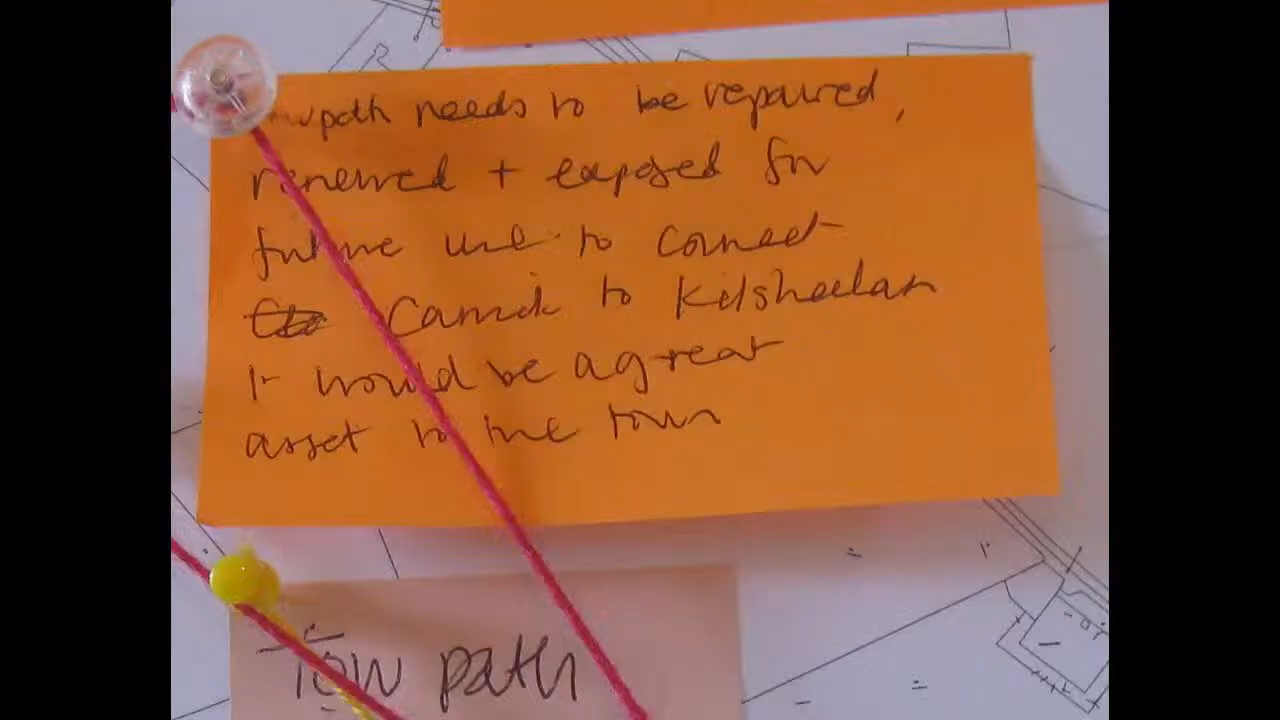 path needs to be repaired,
renewed + exposed for
future use to connect
Carrick to Kilsheelan
It would be a great
asset to the town
Tow path